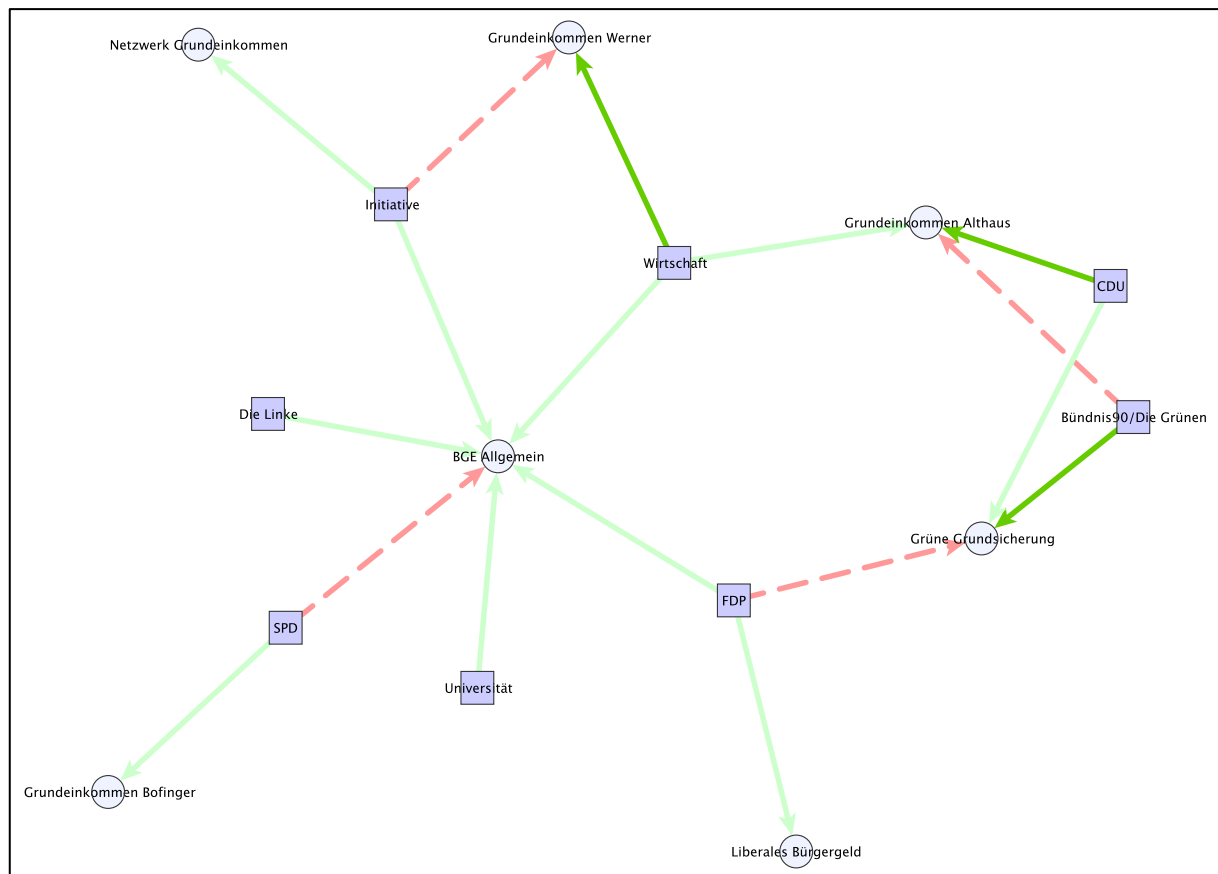 Netzwerk Grundeinkommen
Grundeinkommen Werner
Initiative
Grundeinkommen Althaus
Wirtschaft
CDU
Die Linke
Bündnis90/Die Grünen
BGE Allgemein
Grüne Grundsicherung
FDP
SPD
Universität
Grundeinkommen Bofinger
Liberales Bürgergeld